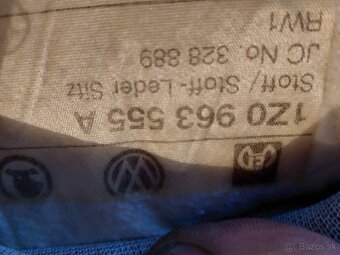 1Z0 963 555 A
Stoff/ Stoff-Leder Sitz
JC No. 328 889
RW1
Bazos.sk